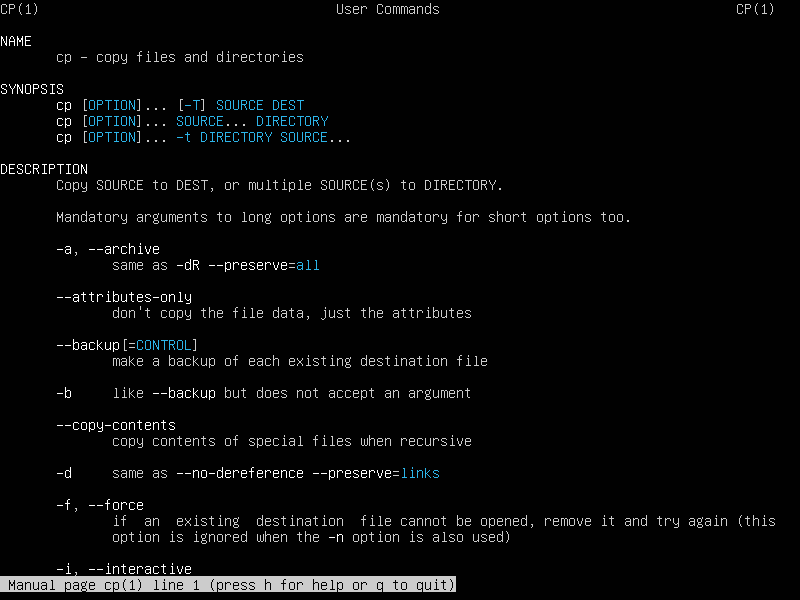 CP(1) User Commands CP(1)
NAME
cp - copy files and directories
SYNOPSIS
cp [OPTION]... [-T] SOURCE DEST
cp [OPTION]... SOURCE... DIRECTORY
cp [OPTION]... -t DIRECTORY SOURCE...
DESCRIPTION
Copy SOURCE to DEST, or multiple SOURCE(s) to DIRECTORY.
Mandatory arguments to long options are mandatory for short options too.
-a, --archive
same as -dR --preserve=all
--attributes-only
don't copy the file data, just the attributes
--backup[=CONTROL]
make a backup of each existing destination file
-b like --backup but does not accept an argument
--copy-contents
copy contents of special files when recursive
-d same as --no-dereference --preserve=links
-f, --force
if an existing destination file cannot be opened, remove it and try again (this
option is ignored when the -n option is also used)
-i, --interactive
Manual page cp(1) line 1 (press h for help or q to quit)